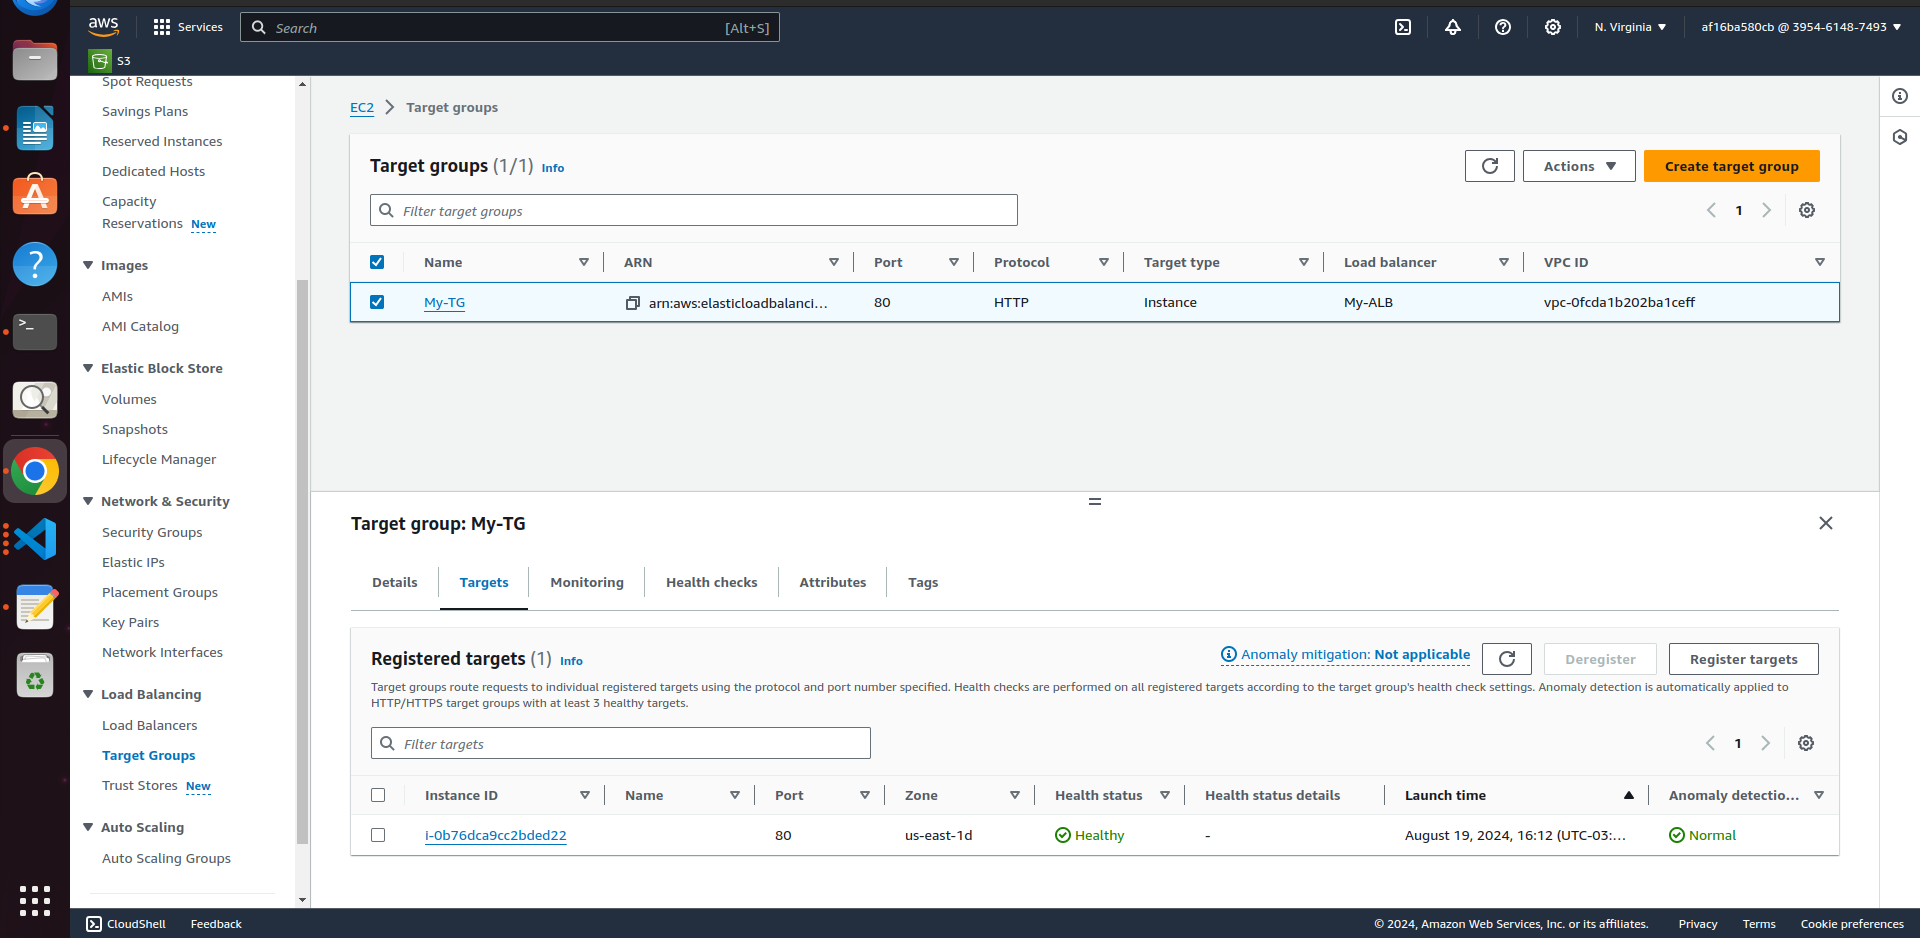 aws
Services
Search
[Alt+S]
N. Virginia
af16ba580cb @ 3954-6148-7493
S3
Spot Requests
Savings Plans
Reserved Instances
Dedicated Hosts
Capacity
Reservations New
Images
AMIs
AMI Catalog
Elastic Block Store
Volumes
Snapshots
Lifecycle Manager
Network & Security
Security Groups
Elastic IPs
Placement Groups
Key Pairs
Network Interfaces
Load Balancing
Load Balancers
Target Groups
Trust Stores New
Auto Scaling
Auto Scaling Groups
EC2 > Target groups
Target groups (1/1) Info
Actions
Create target group
Filter target groups
1
Name ARN Port Protocol Target type Load balancer VPC ID
My-TG arn:aws:elasticloadbalanci... 80 HTTP Instance My-ALB vpc-0fcda1b202ba1ceff
Target group: My-TG
Details Targets Monitoring Health checks Attributes Tags
Registered targets (1) Info
Anomaly mitigation: Not applicable
Deregister
Register targets
Target groups route requests to individual registered targets using the protocol and port number specified. Health checks are performed on all registered targets according to the target group's health check settings. Anomaly detection is automatically applied to
HTTP/HTTPS target groups with at least 3 healthy targets.
Filter targets
1
Instance ID Name Port Zone Health status Health status details Launch time Anomaly detectio...
i-0b76dca9cc2bded22 80 us-east-1d Healthy - August 19, 2024, 16:12 (UTC-03:... Normal
CloudShell Feedback
© 2024, Amazon Web Services, Inc. or its affiliates. Privacy Terms Cookie preferences